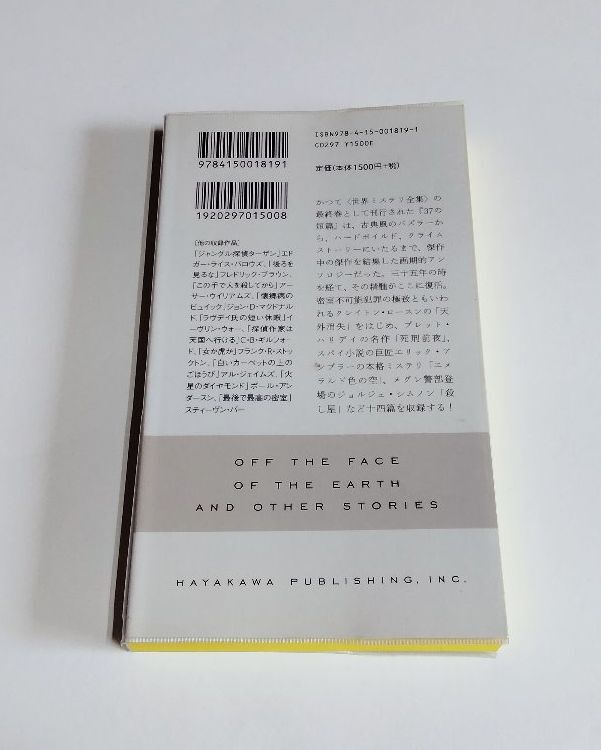 9784150018191
1920297015008
ISBN978-4-15-001819-1
C0297 ¥1500E
定価(本体1500円+税)
〔他の収録作品〕
「ジャングル探偵ターザン」エド
ガー・ライス・バロウズ、「後ろを
見るな」フレドリック・ブラウン、
「この手で人を殺してから」アー
サー・ウイリアムズ、「懐郷病の
ビュイック」ジョン・D・マクドナル
ド、「ラヴデイ氏の短い休暇」イ
ーヴリン・ウォー、「探偵作家は
天国へ行ける」C・B・ギルフォー
ド、「女か虎か」フランク・R・ストッ
クトン、「白いカーペットの上の
ごほうび」アル・ジェイムズ、「火
星のダイヤモンド」ポール・アン
ダースン、「最後で最高の密室」
スティーヴン・バー
かつて〈世界ミステリ全集〉の
最終巻として刊行された『37の
短篇』は、古典風のパズラーか
ら、ハードボイルド、クライム
ストーリーにいたるまで、傑作
中の傑作を結集した画期的アン
ソロジーだった。三十五年の時
を経て、その精髄がここに復活。
密室不可能犯罪の極致ともいわ
れるクレイトン・ロースンの「天
外消失」をはじめ、ブレット・
ハリデイの名作「死刑前夜」、
スパイ小説の巨匠エリック・ア
ンブラーの本格ミステリ「エメ
ラルド色の空」、メグレ警部登
場のジョルジュ・シムノン「殺
し屋」など十四篇を収録する！
OFF THE FACE
OF THE EARTH
AND OTHER STORIES
HAYAKAWA PUBLISHING, INC.